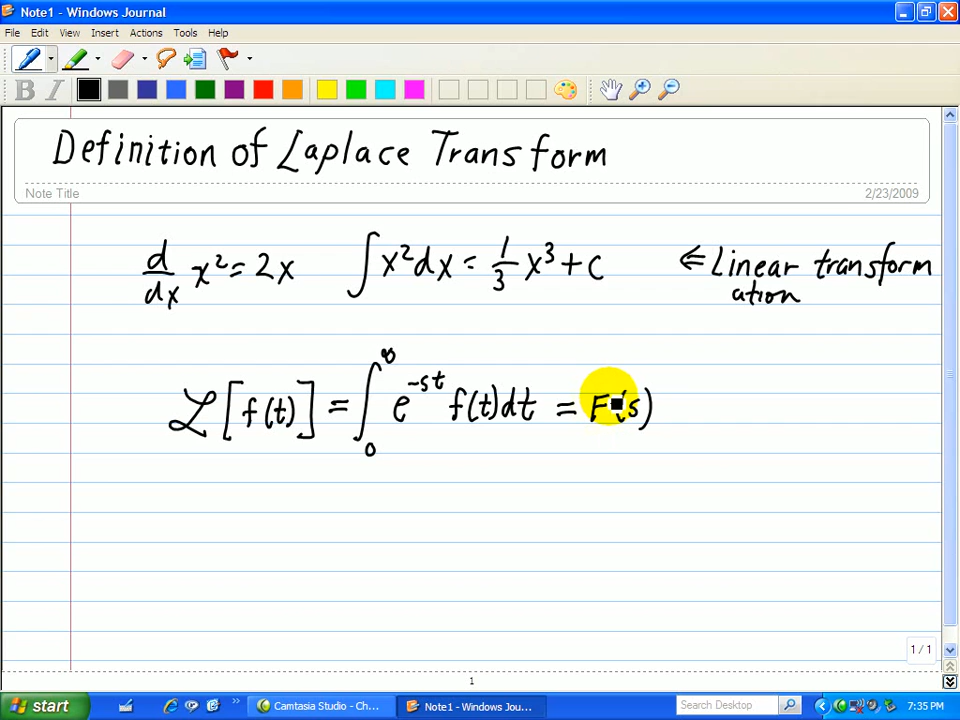 Note1 - Windows Journal
File Edit View Insert Actions Tools Help
B I
Definition of Laplace Transform
Note Title 2/23/2009
d/dx x² = 2x ∫x²dx = 1/3 x³ + c ⇐ Linear transform
ation
ℒ[f(t)] = ∫₀^∞ e^-st f(t)dt = F(s)
1 / 1
1
start Camtasia Studio - Ch... Note1 - Windows Jou... Search Desktop 7:35 PM